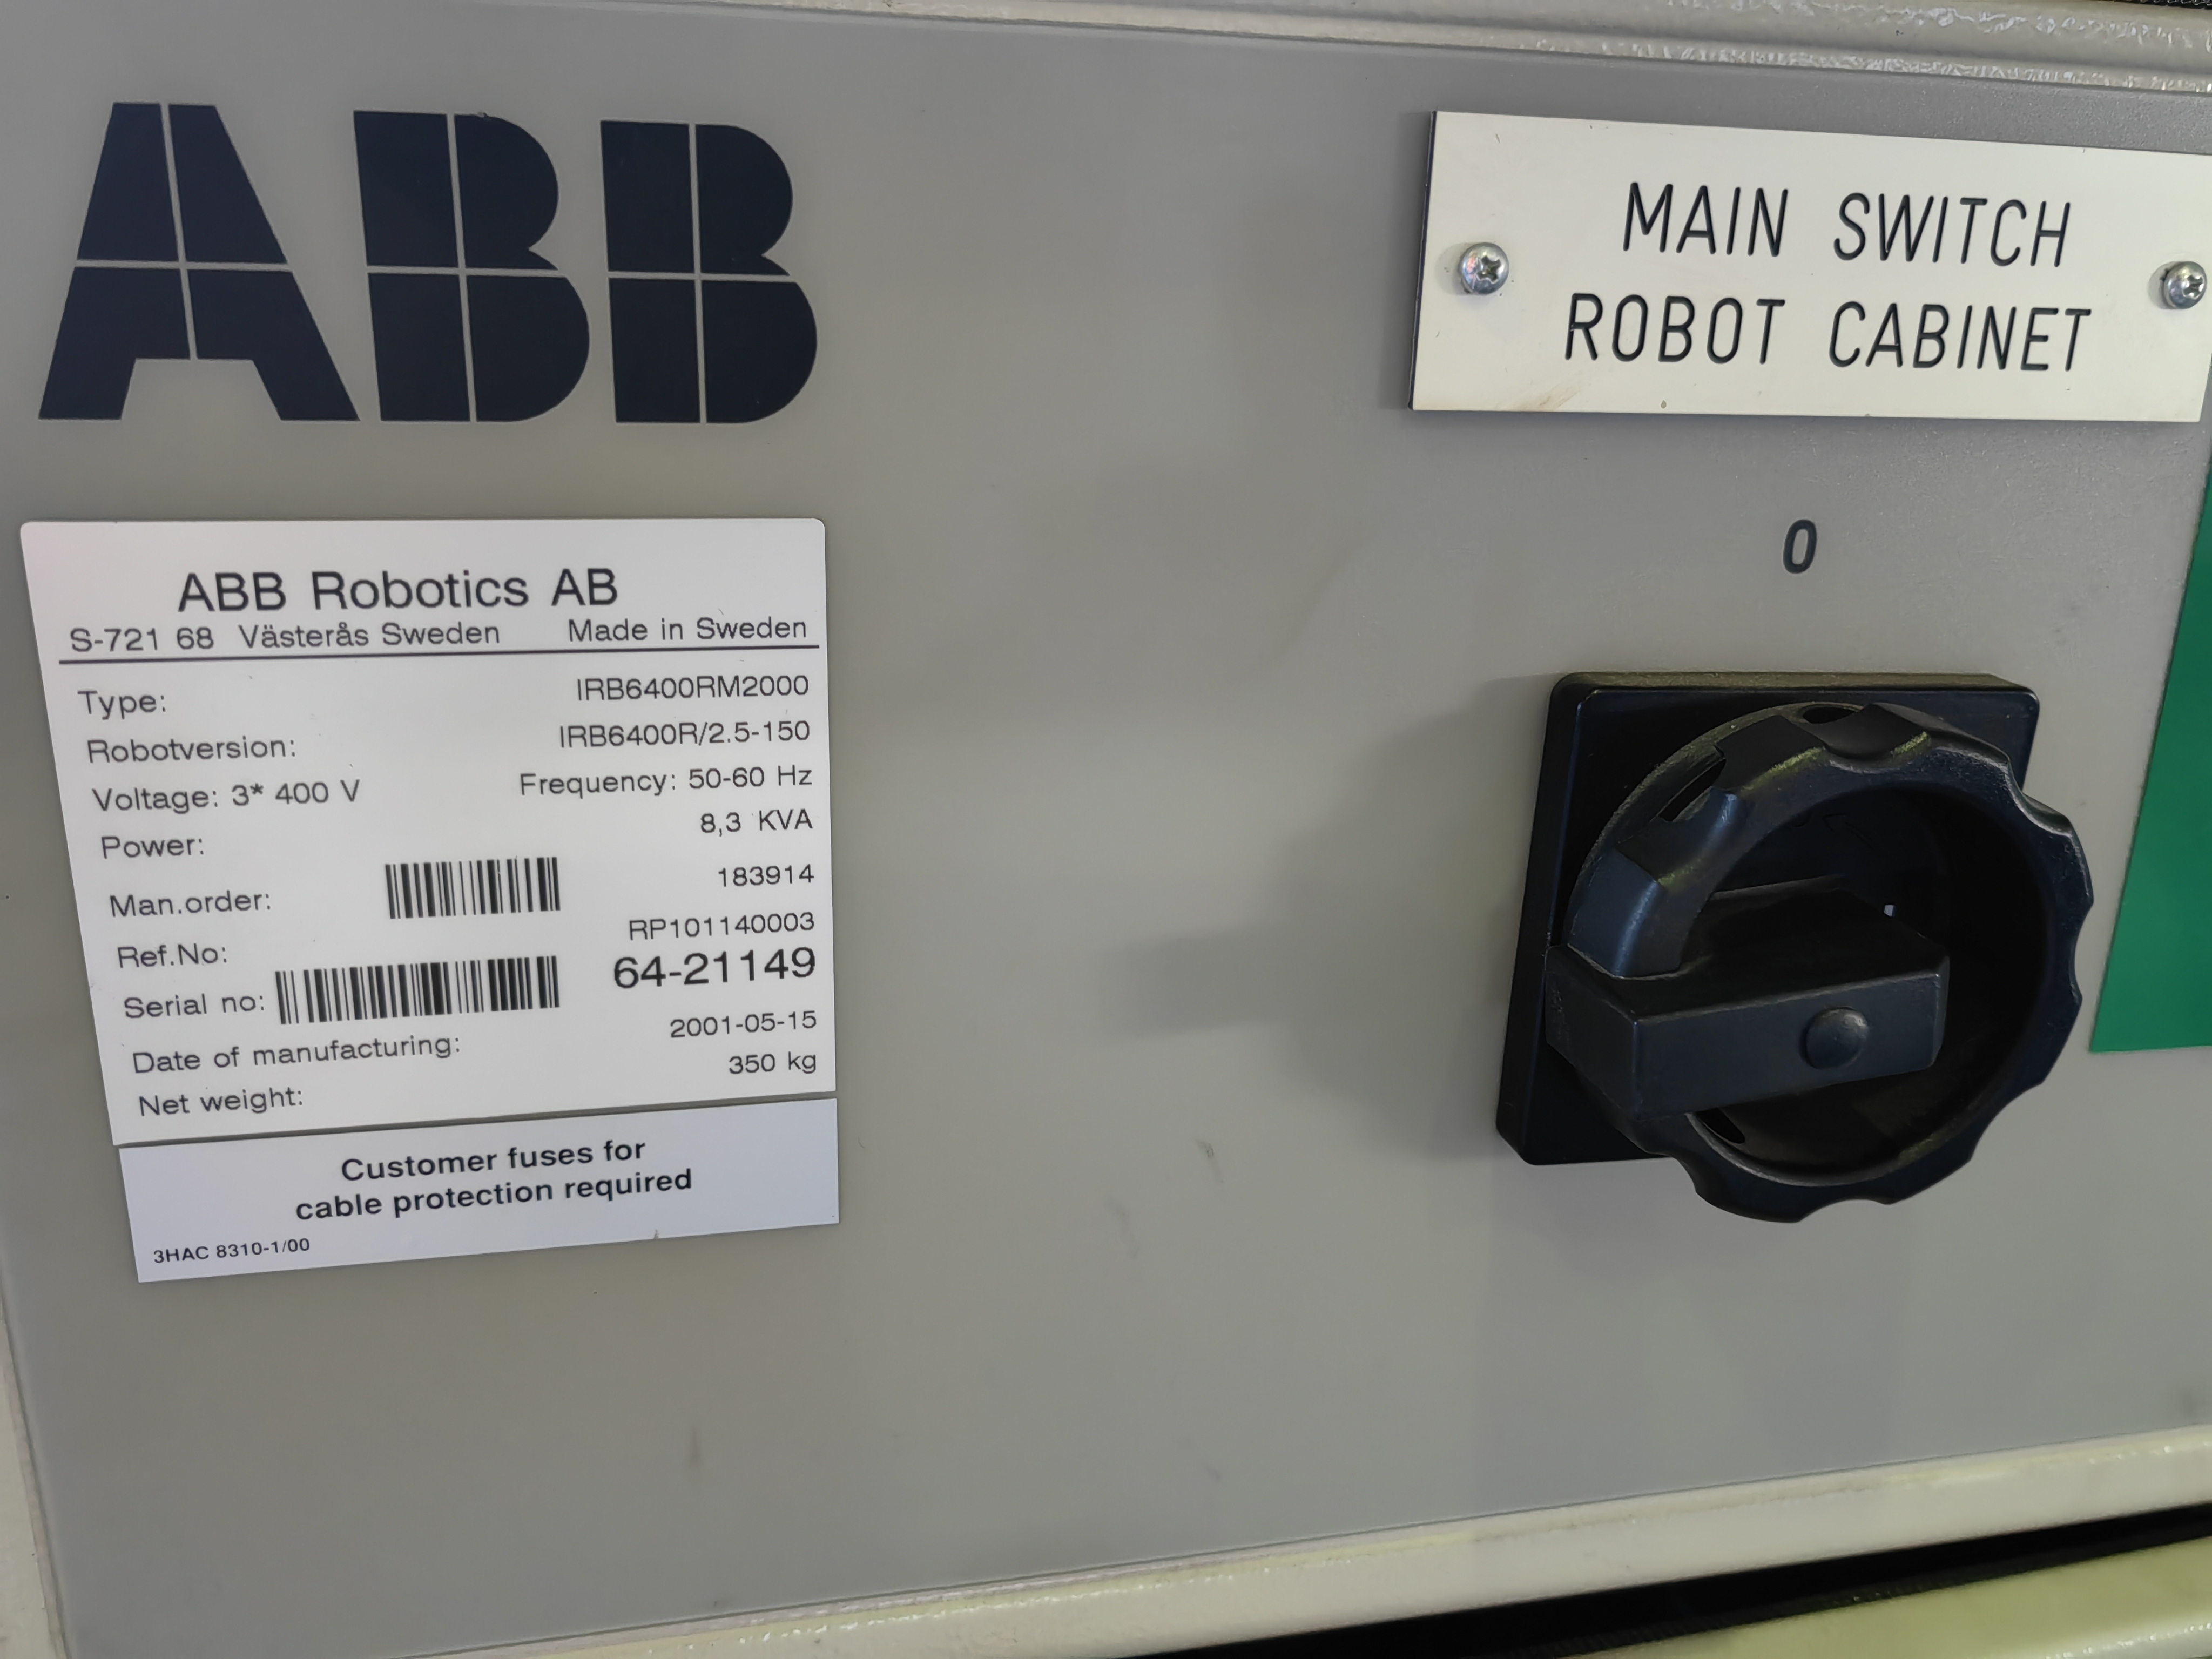 ABB
MAIN SWITCH
ROBOT CABINET
0
ABB Robotics AB
S-721 68 Västerås Sweden Made in Sweden
Type: IRB6400RM2000
Robotversion: IRB6400R/2.5-150
Voltage: 3* 400 V Frequency: 50-60 Hz
Power: 8,3 KVA
Man.order: 183914
Ref.No: RP101140003
Serial no: 64-21149
Date of manufacturing: 2001-05-15
Net weight: 350 kg
Customer fuses for
cable protection required
3HAC 8310-1/00